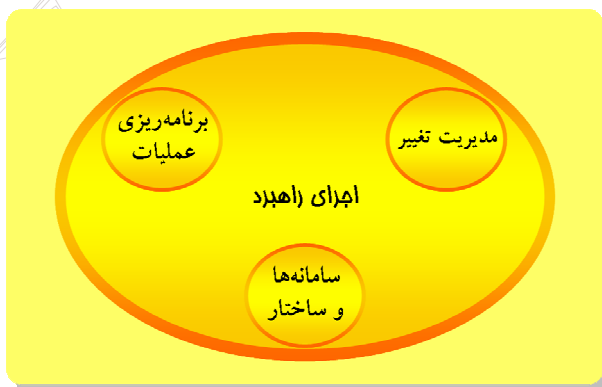 مدیریت تغییر
برنامه‌ریزی
عملیات
اجرای راهبرد
سامانه‌ها
و ساختار